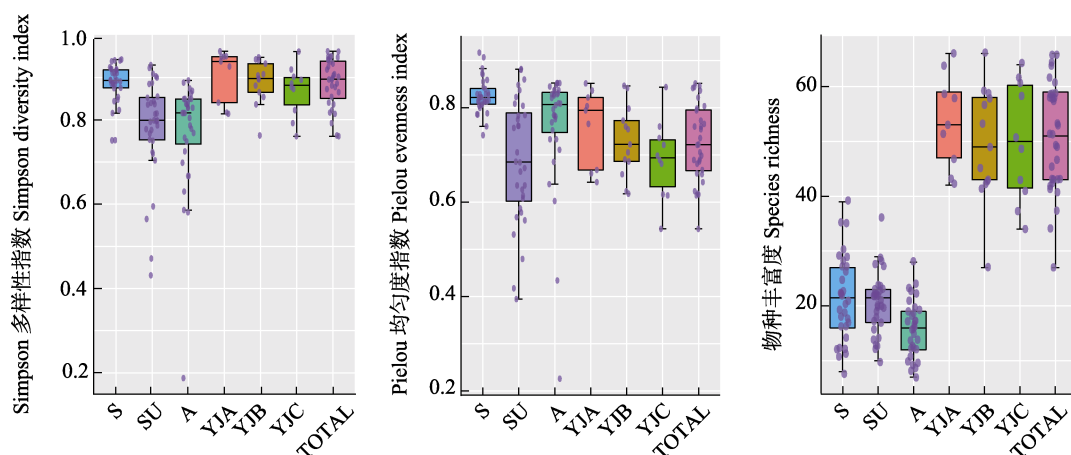 Simpson 多样性指数 Simpson diversity index
1.0
0.8
0.6
0.4
0.2
S
SU
A
YJA
YJB
YJC
TOTAL
Pielou 均匀度指数 Pielou evenness index
0.8
0.6
0.4
0.2
S
SU
A
YJA
YJB
YJC
TOTAL
物种丰富度 Species richness
60
40
20
S
SU
A
YJA
YJB
YJC
TOTAL